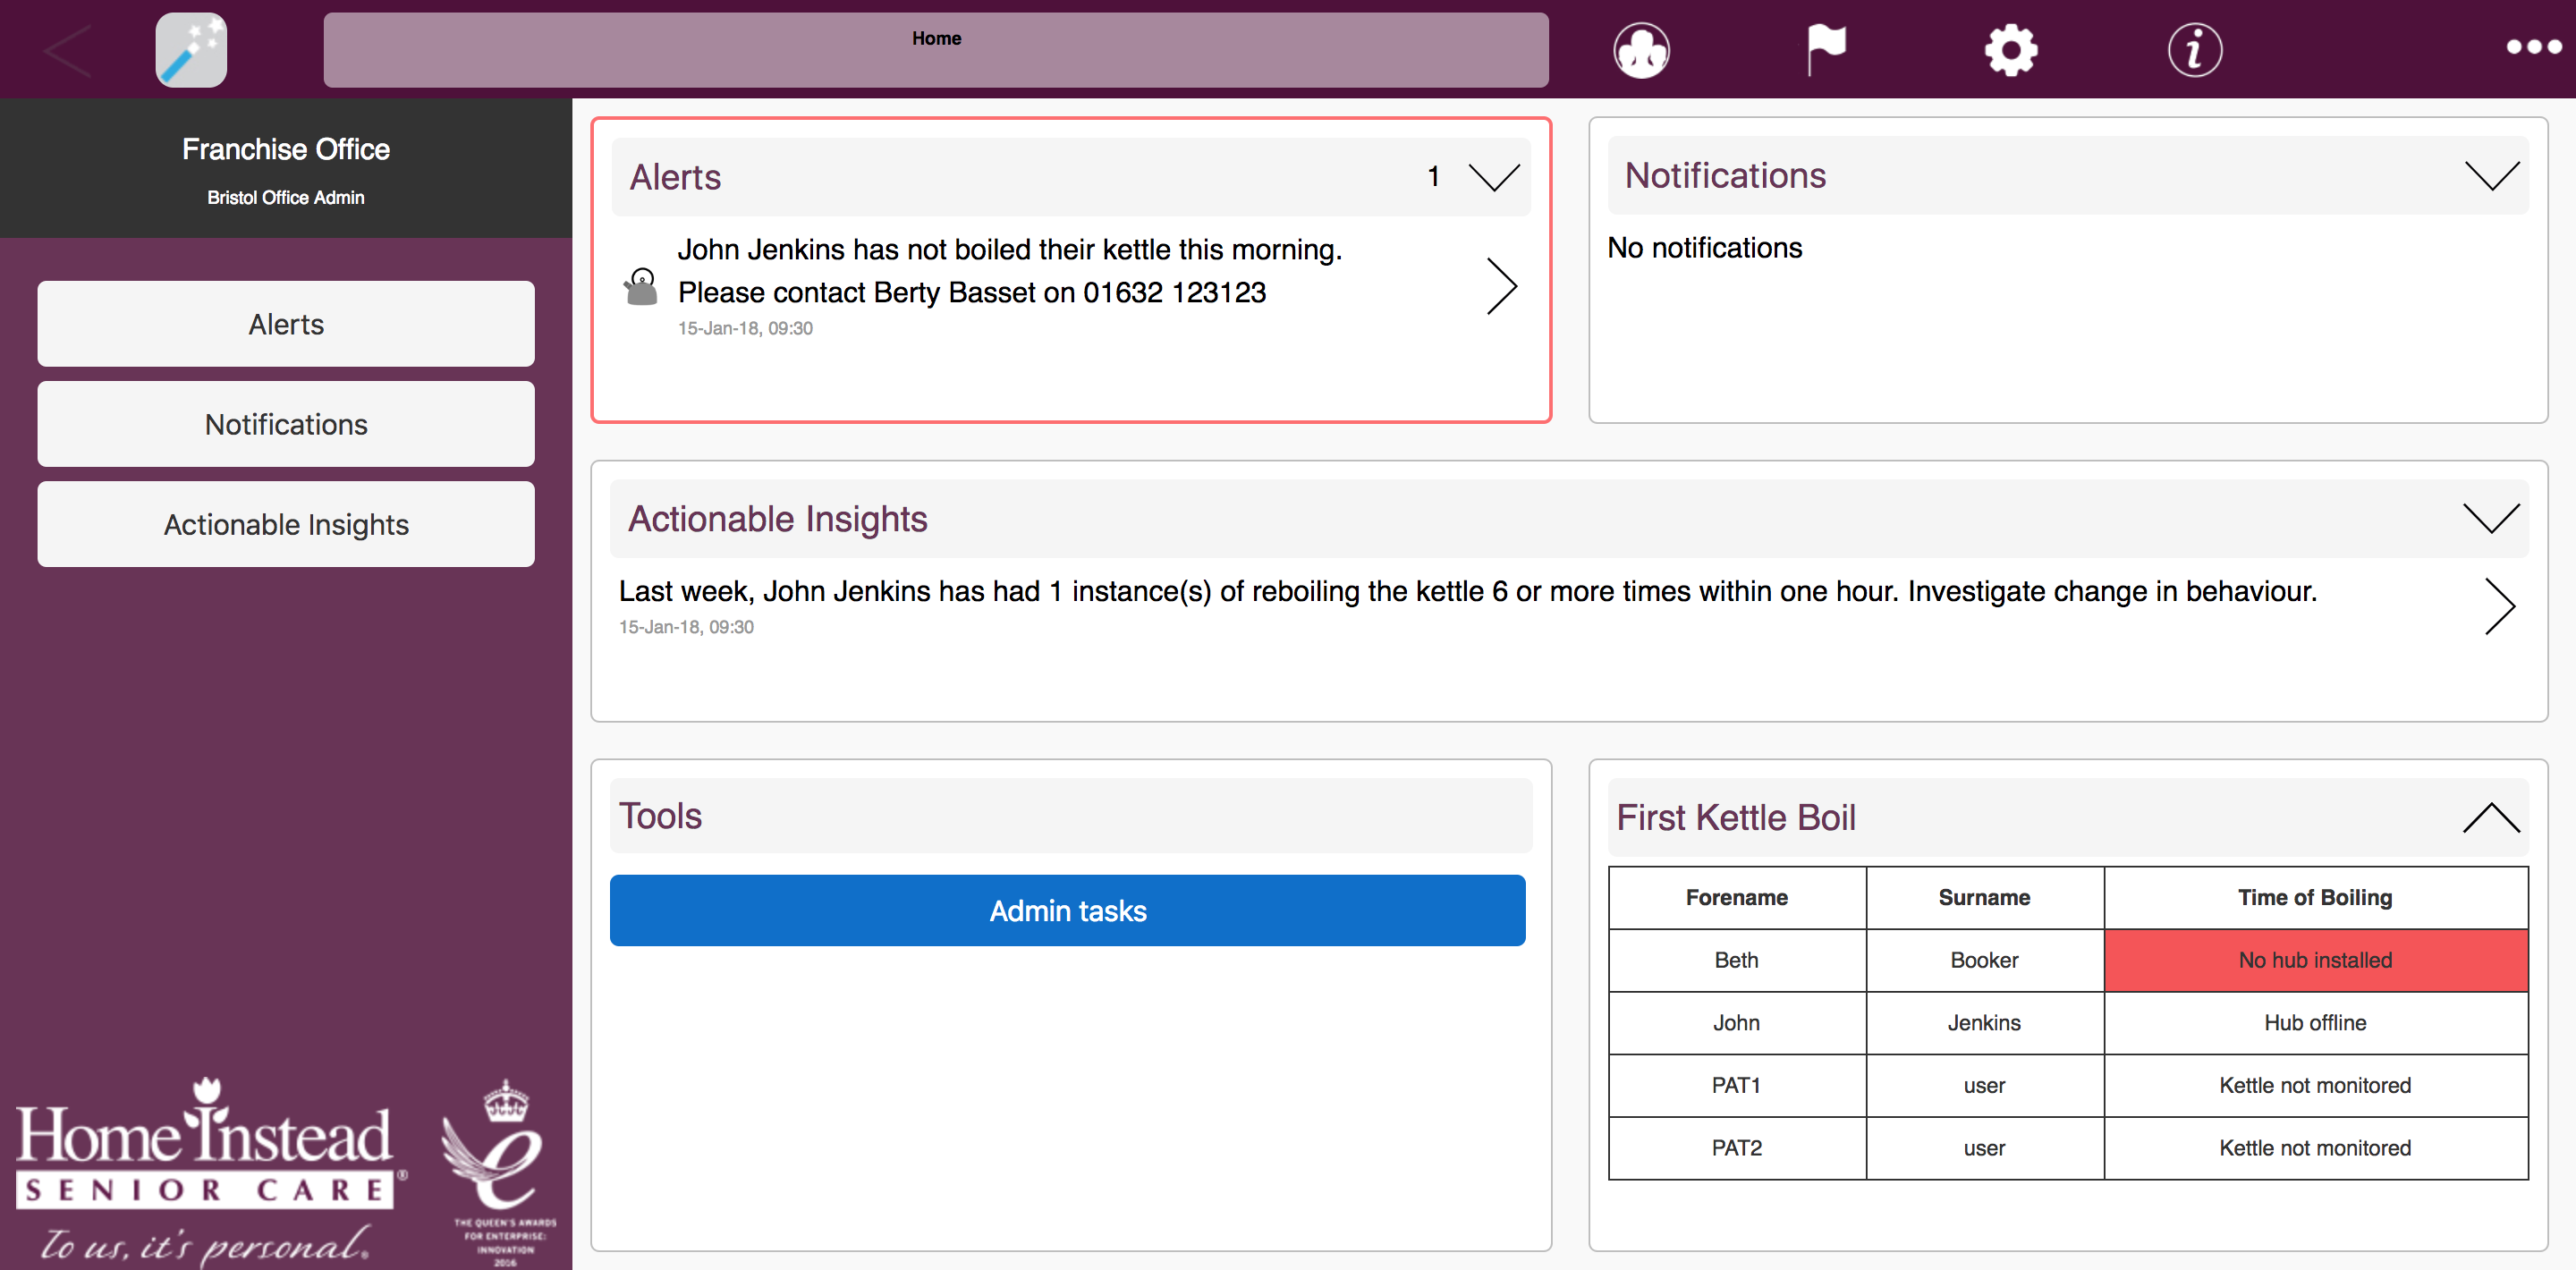 Home
Franchise Office
Bristol Office Admin
Alerts
Notifications
Actionable Insights
Home Instead
SENIOR CARE®
To us, it's personal.
THE QUEEN'S AWARDS
FOR ENTERPRISE:
INNOVATION
2016
Alerts 1
John Jenkins has not boiled their kettle this morning.
Please contact Berty Basset on 01632 123123
15-Jan-18, 09:30
Notifications
No notifications
Actionable Insights
Last week, John Jenkins has had 1 instance(s) of reboiling the kettle 6 or more times within one hour. Investigate change in behaviour.
15-Jan-18, 09:30
Tools
Admin tasks
First Kettle Boil
Forename Surname Time of Boiling
Beth Booker No hub installed
John Jenkins Hub offline
PAT1 user Kettle not monitored
PAT2 user Kettle not monitored